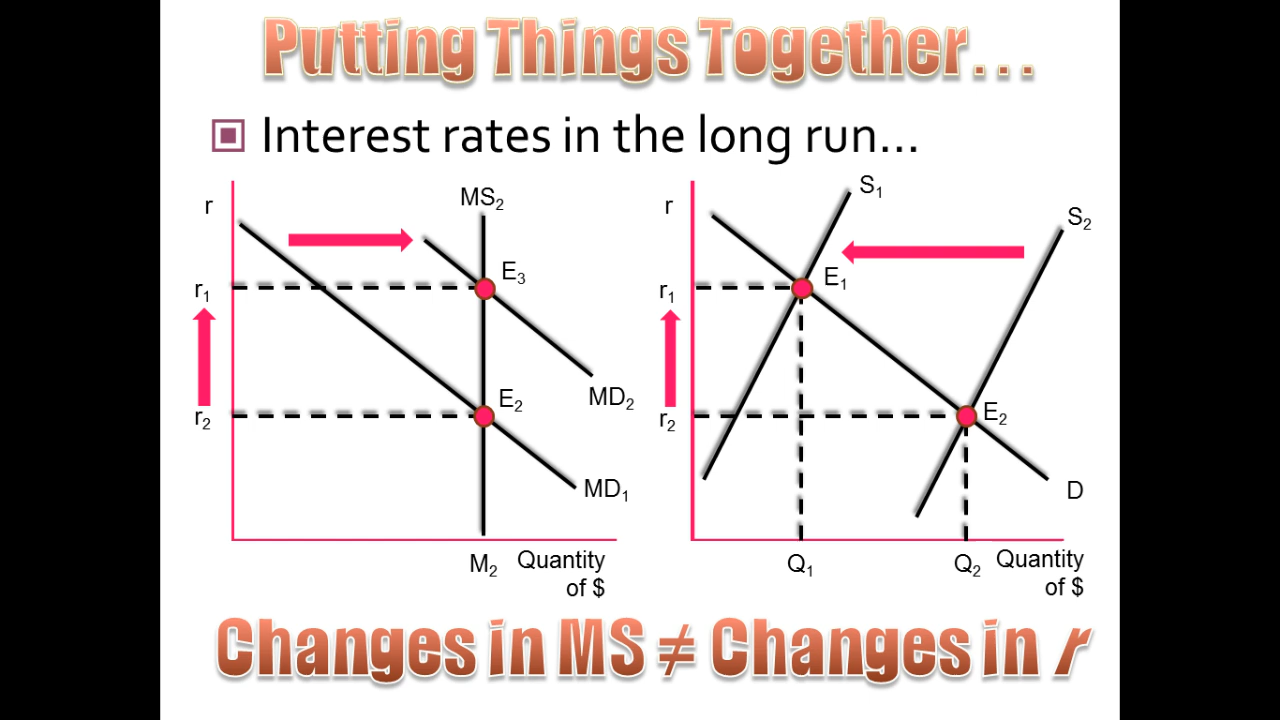 Putting Things Together...
Interest rates in the long run...
r
MS₂
E₃
r₁
E₂
MD₂
r₂
MD₁
M₂
Quantity
of $
r
S₁
S₂
E₁
r₁
E₂
r₂
D
Q₁
Q₂
Quantity
of $
Changes in MS ≠ Changes in r